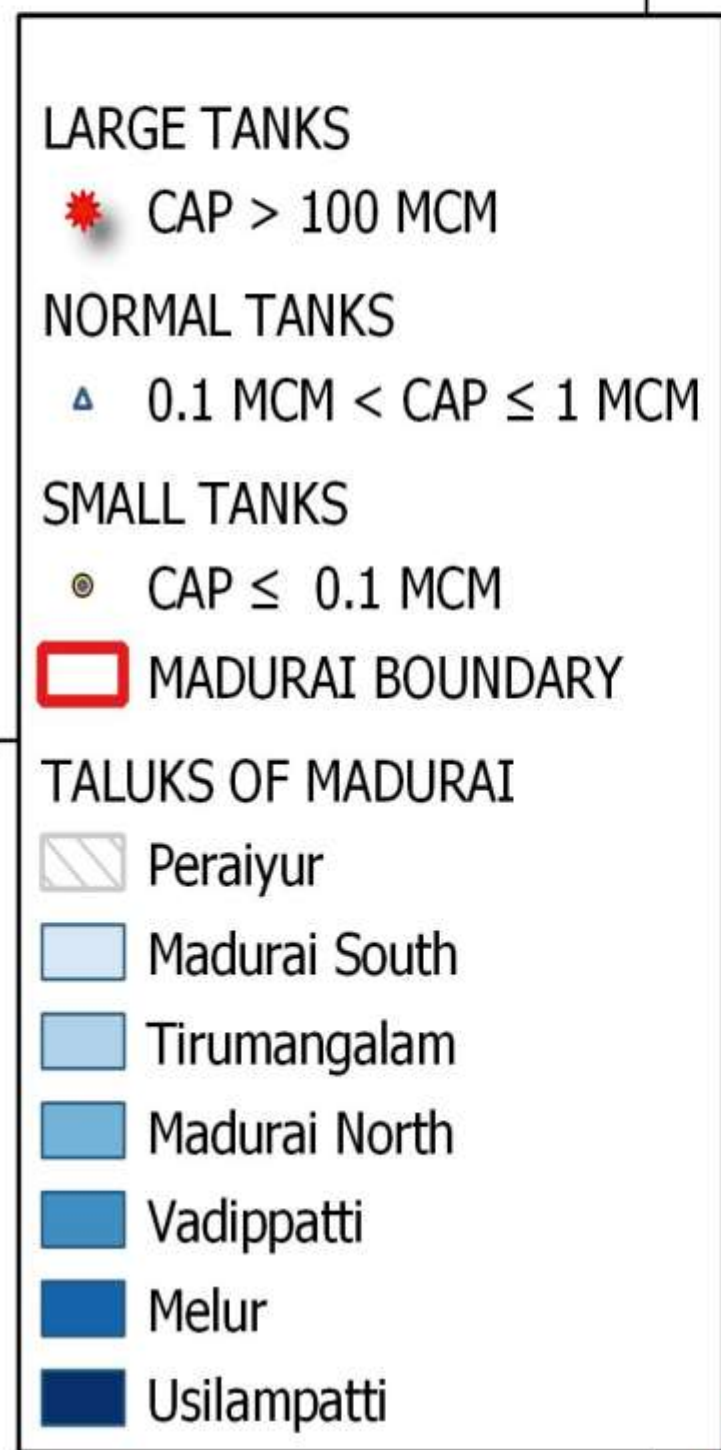 LARGE TANKS
CAP > 100 MCM
NORMAL TANKS
0.1 MCM < CAP ≤ 1 MCM
SMALL TANKS
CAP ≤ 0.1 MCM
MADURAI BOUNDARY
TALUKS OF MADURAI
Peraiyur
Madurai South
Tirumangalam
Madurai North
Vadippatti
Melur
Usilampatti